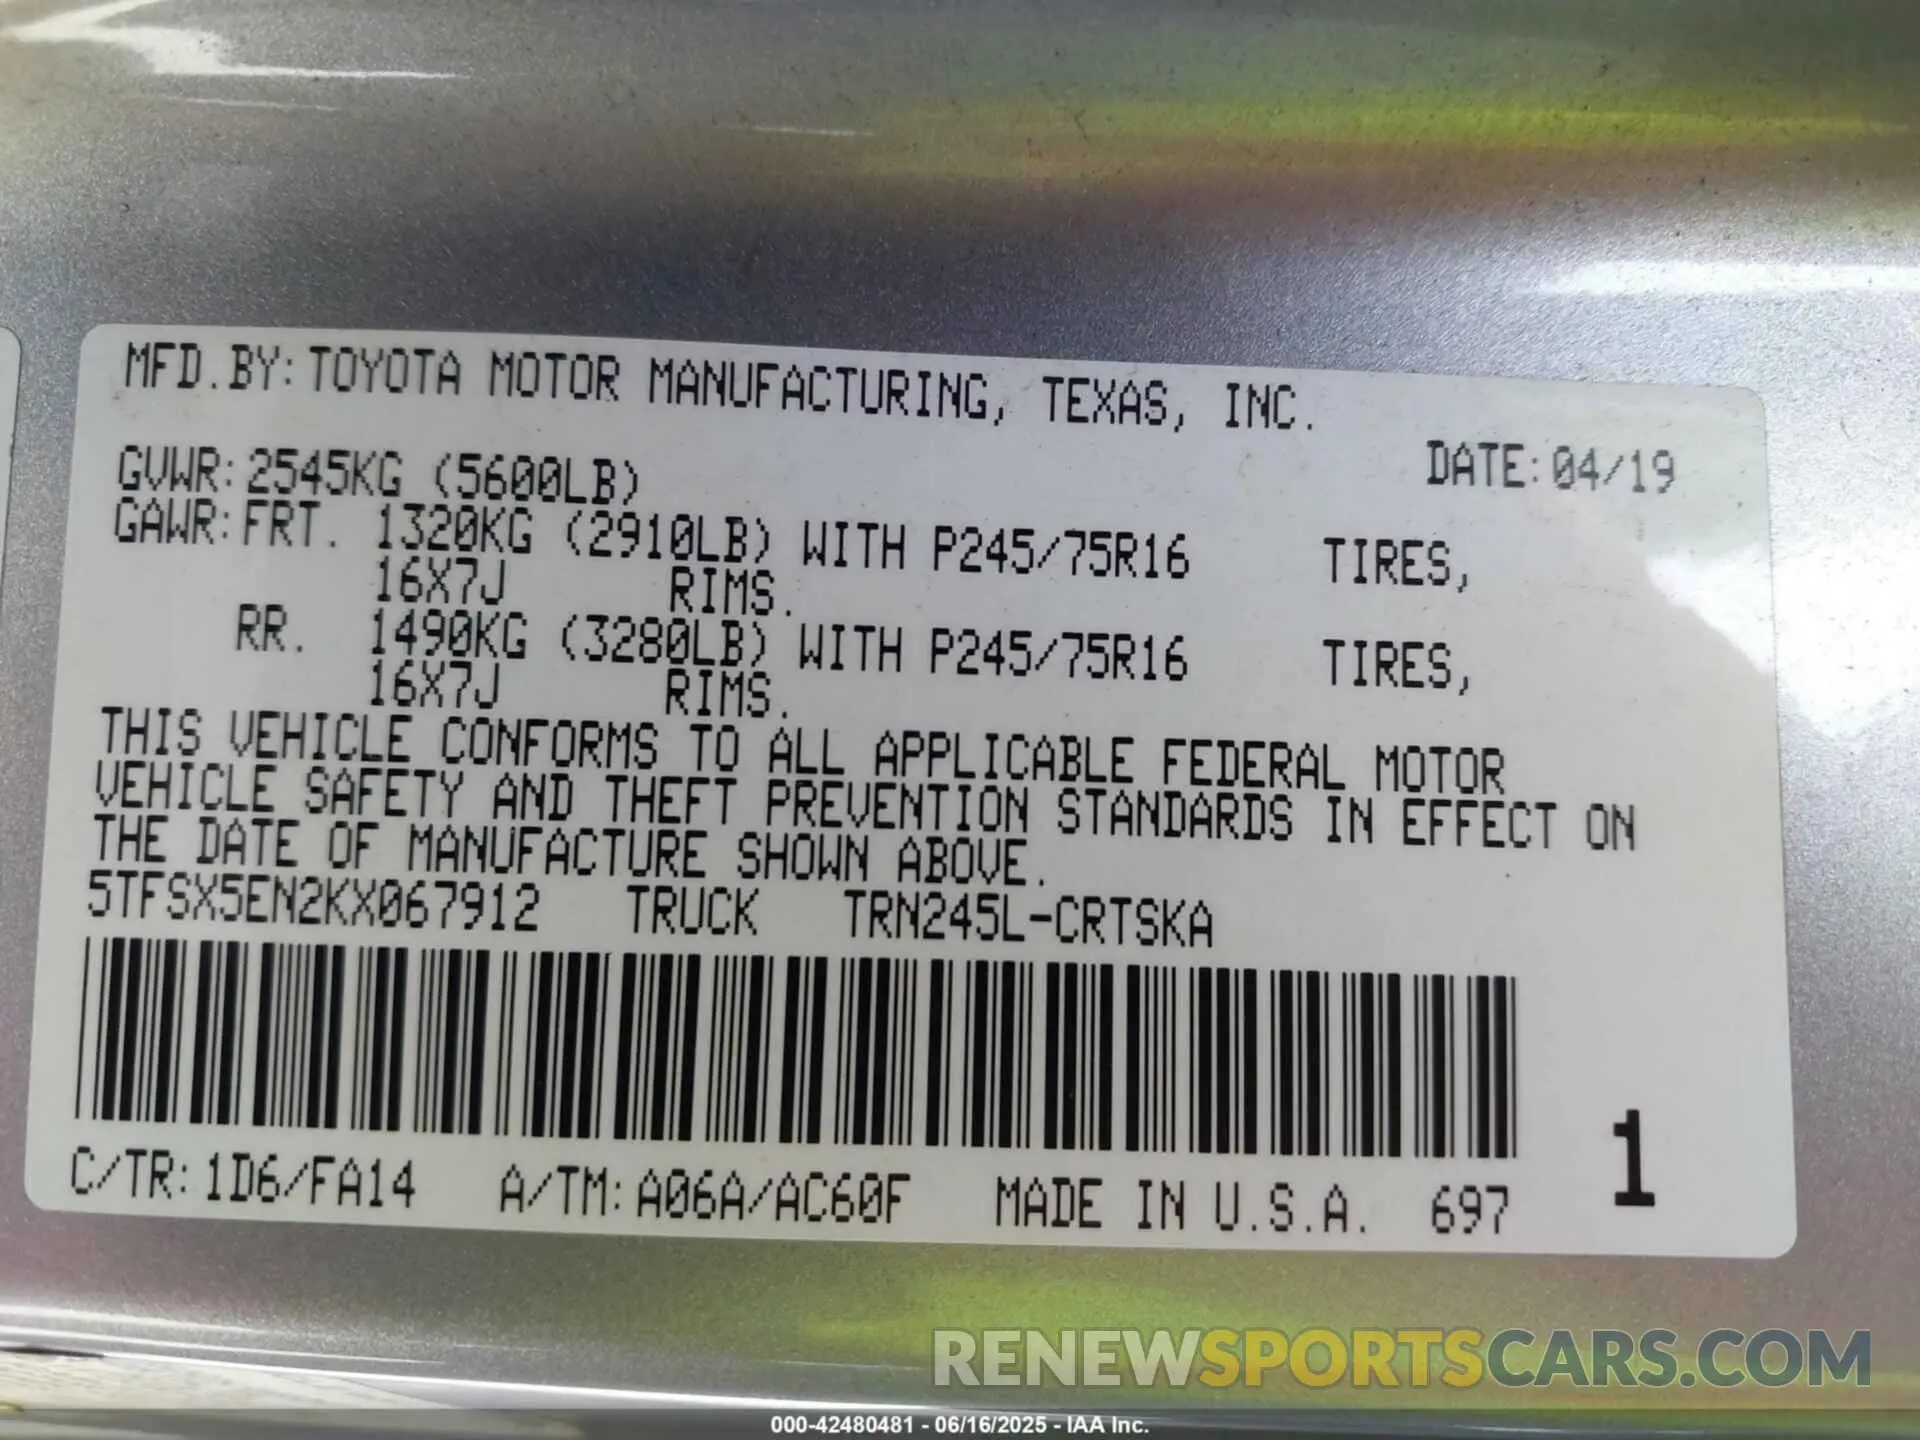 MFD.BY:TOYOTA MOTOR MANUFACTURING, TEXAS, INC.
GVWR:2545KG (5600LB) DATE:04/19
GAWR:FRT. 1320KG (2910LB) WITH P245/75R16 TIRES,
16X7J RIMS.
RR. 1490KG (3280LB) WITH P245/75R16 TIRES,
16X7J RIMS.
THIS VEHICLE CONFORMS TO ALL APPLICABLE FEDERAL MOTOR
VEHICLE SAFETY AND THEFT PREVENTION STANDARDS IN EFFECT ON
THE DATE OF MANUFACTURE SHOWN ABOVE.
5TFSX5EN2KX067912 TRUCK TRN245L-CRTSKA
1
C/TR:1D6/FA14 A/TM:A06A/AC60F MADE IN U.S.A. 697
RENEWSPORTSCARS.COM
000-42480481 - 06/16/2025 - IAA Inc.